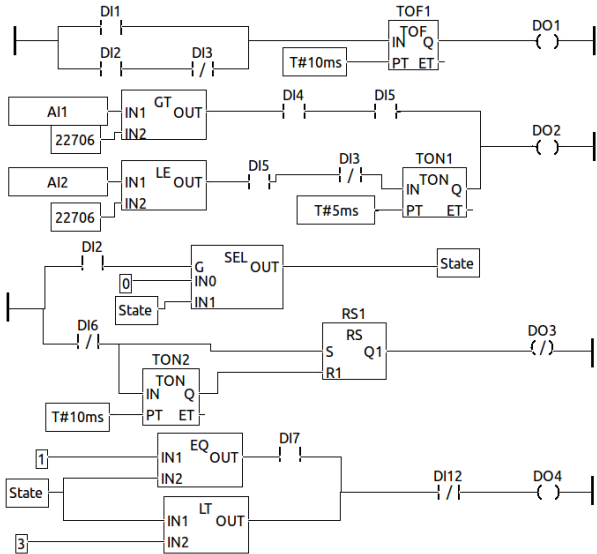 DI1
TOF1
TOF
DO1
DI2
DI3
IN
Q
T#10ms
PT
ET
AI1
GT
IN1
OUT
22706
IN2
DI4
DI5
DO2
AI2
LE
IN1
OUT
22706
IN2
DI5
DI3
TON1
TON
IN
Q
T#5ms
PT
ET
DI2
SEL
G
OUT
0
IN0
State
IN1
State
DI6
RS1
RS
S
Q1
R1
DO3
TON2
TON
IN
Q
T#10ms
PT
ET
1
EQ
IN1
OUT
IN2
DI7
State
LT
IN1
OUT
3
IN2
DI12
DO4